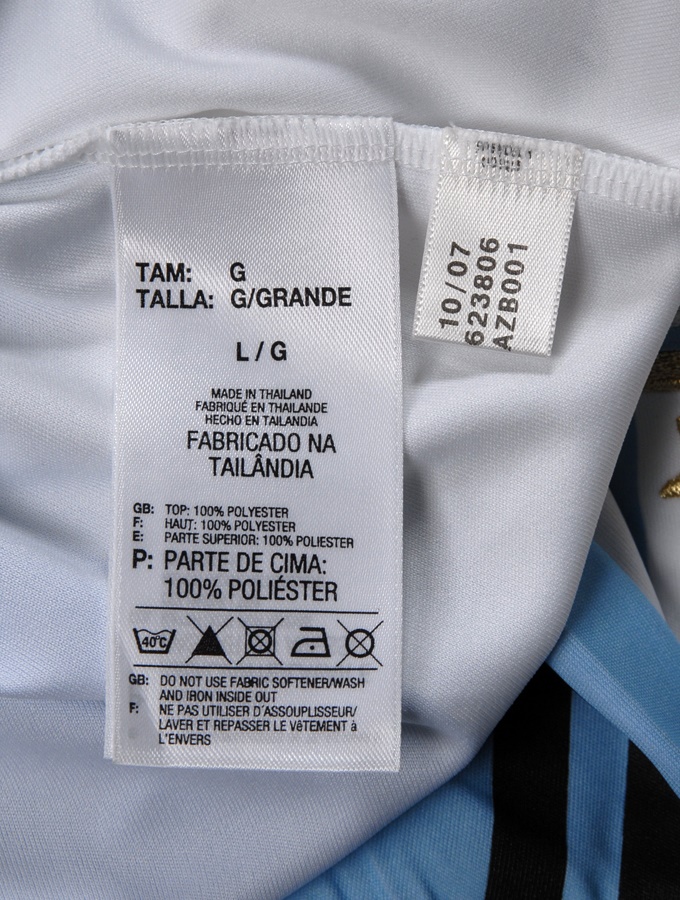 TAM: G
TALLA: G/GRANDE
L / G
MADE IN THAILAND
FABRIQUÉ EN THAILANDE
HECHO EN TAILANDIA
FABRICADO NA
TAILÂNDIA
GB: TOP: 100% POLYESTER
F: HAUT: 100% POLYESTER
E: PARTE SUPERIOR: 100% POLIESTER
P: PARTE DE CIMA:
100% POLIÉSTER
40°C
GB: DO NOT USE FABRIC SOFTENER/WASH
AND IRON INSIDE OUT
F: NE PAS UTILISER D'ASSOUPLISSEUR/
LAVER ET REPASSER LE VêTEMENT à
L'ENVERS
10/07
623806
AZB001